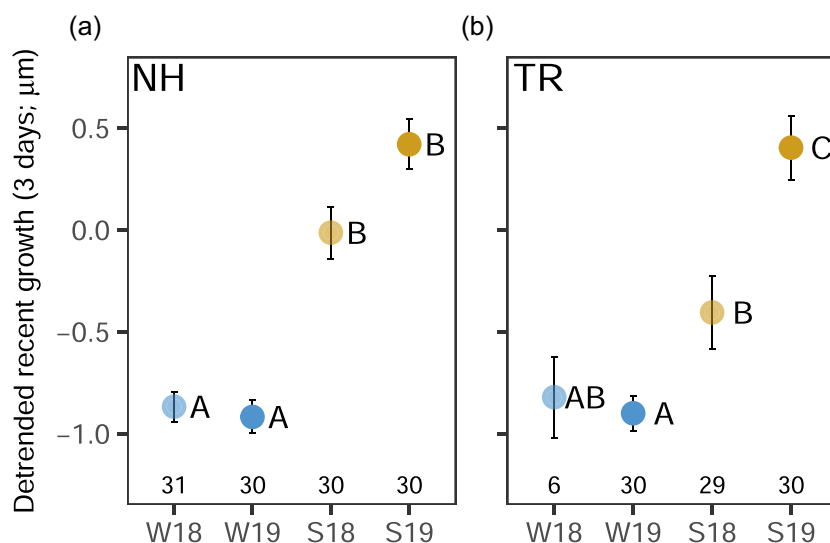 (a)
(b)
Detrended recent growth (3 days; μm)
NH
TR
0.5
0.0
−0.5
−1.0
A
A
B
B
AB
A
B
C
31
30
30
30
6
30
29
30
W18
W19
S18
S19
W18
W19
S18
S19